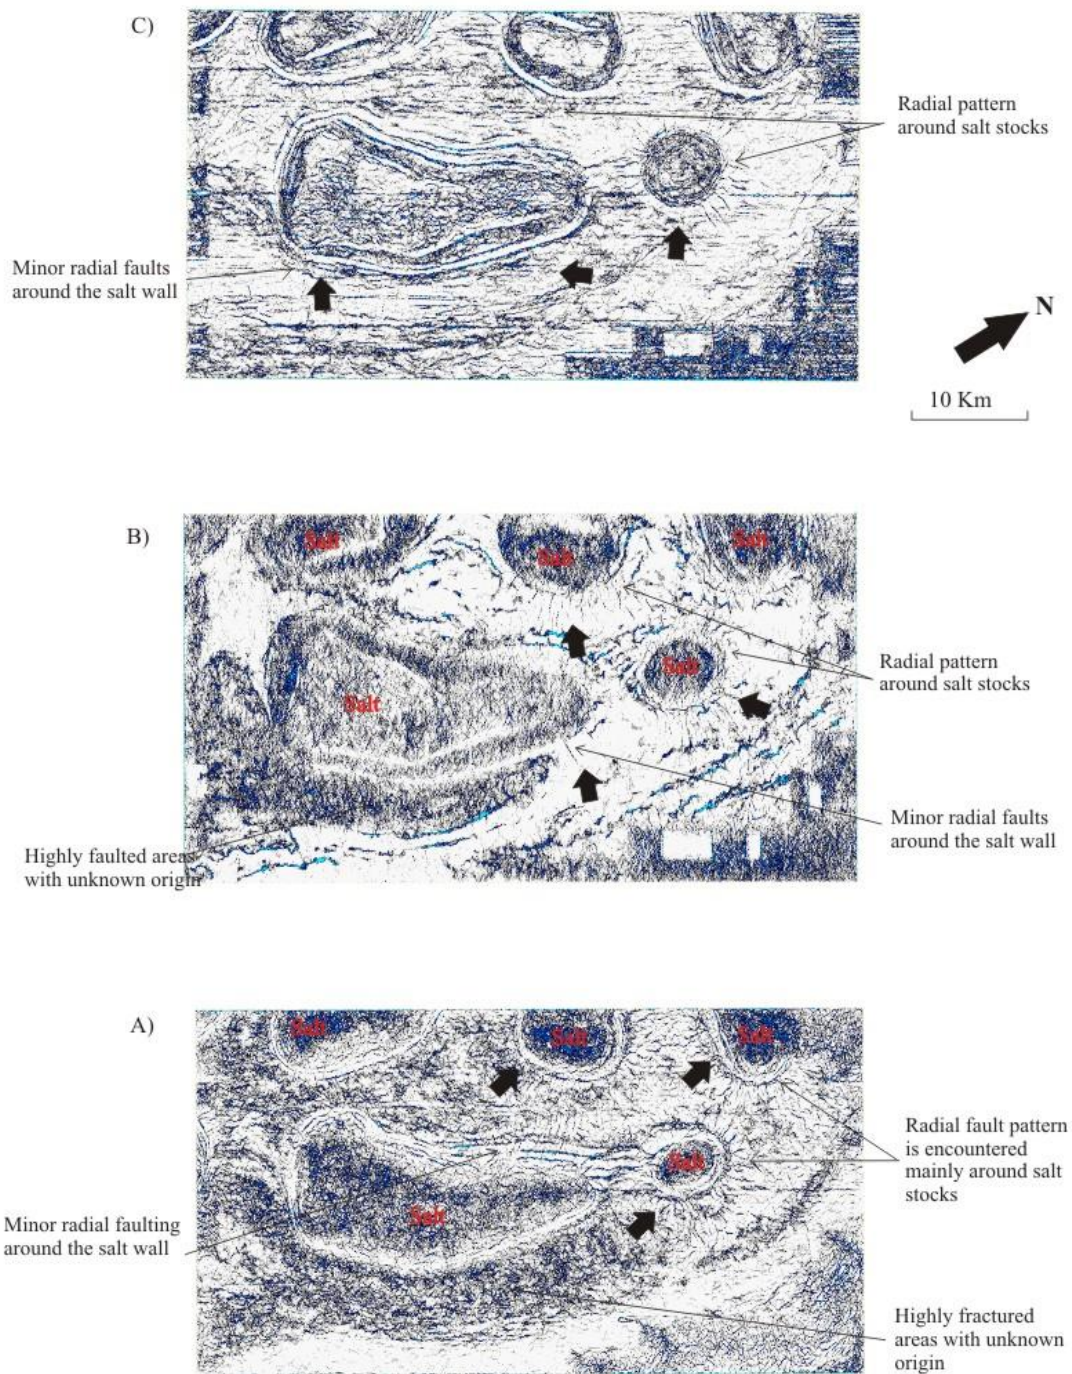 C)
Radial pattern
around salt stocks
Minor radial faults
around the salt wall
N
10 Km
B)
Salt
Salt
Salt
Salt
Salt
Radial pattern
around salt stocks
Minor radial faults
around the salt wall
Highly faulted areas
with unknown origin
A)
Salt
Salt
Salt
Salt
Salt
Radial fault pattern
is encountered
mainly around salt
stocks
Minor radial faulting
around the salt wall
Highly fractured
areas with unknown
origin